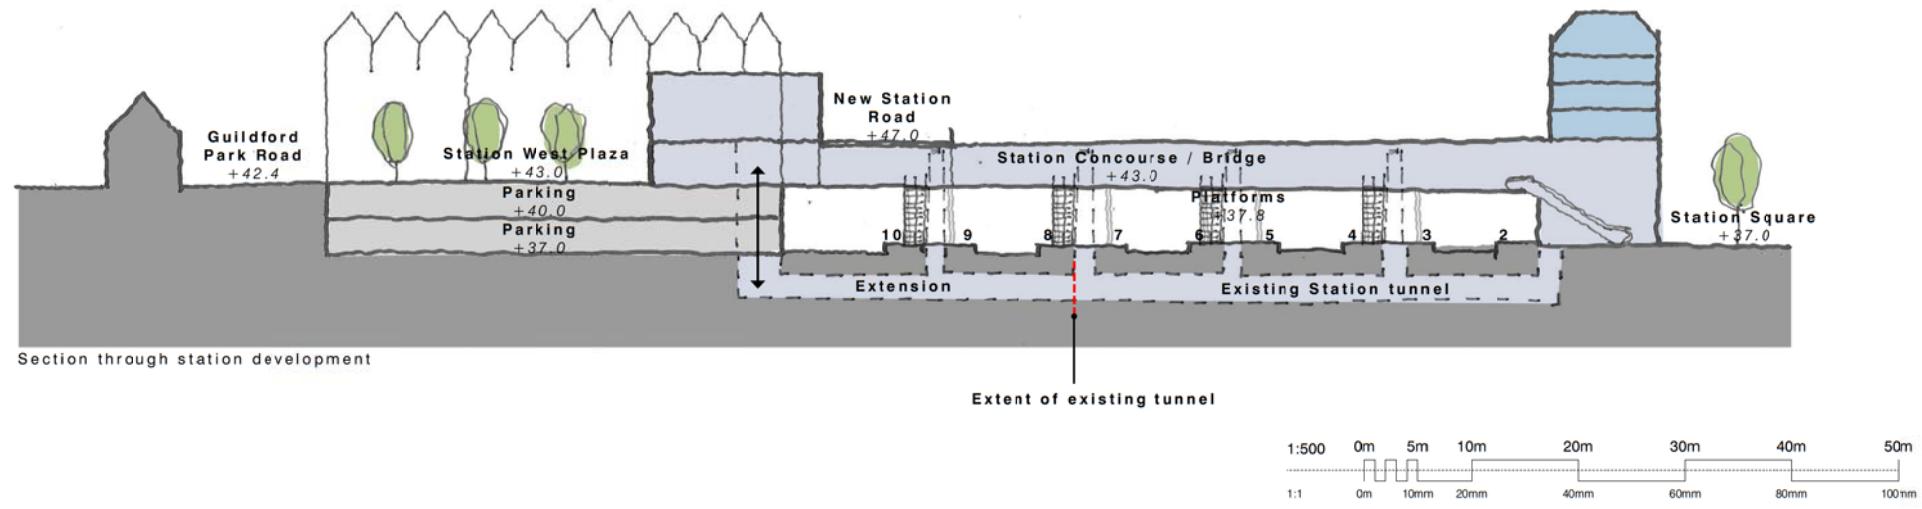 New Station
Road
+47.0
Guildford
Park Road
+42.4
Station West Plaza
+43.0
Parking
+40.0
Parking
+37.0
Station Concourse / Bridge
+43.0
Platforms
+37.8
10 9 8 7 6 5 4 3 2
Station Square
+37.0
Extension
Existing Station tunnel
Section through station development
Extent of existing tunnel
1:500 0m 5m 10m 20m 30m 40m 50m
1:1 0m 10mm 20mm 40mm 60mm 80mm 100mm